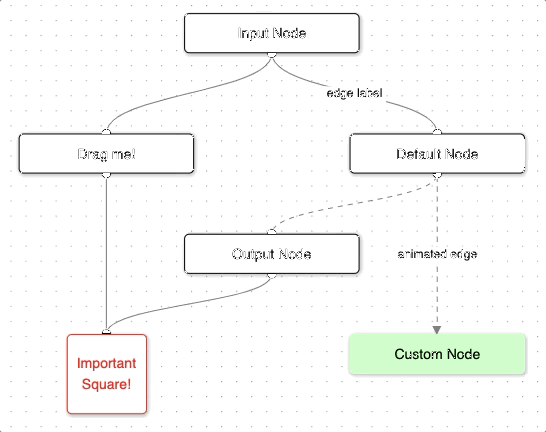 Input Node
edge label
Drag me!
Default Node
Output Node
animated edge
Important
Square!
Custom Node